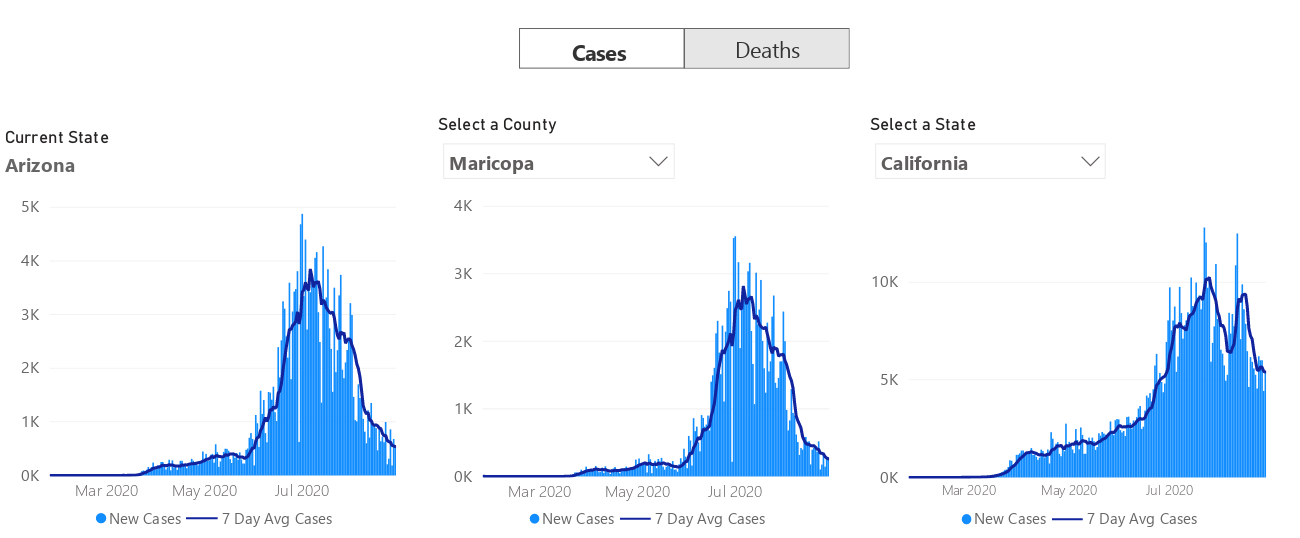 Cases Deaths
Current State
Arizona
5K
4K
3K
2K
1K
0K
Mar 2020 May 2020 Jul 2020
New Cases 7 Day Avg Cases
Select a County
Maricopa
4K
3K
2K
1K
0K
Mar 2020 May 2020 Jul 2020
New Cases 7 Day Avg Cases
Select a State
California
10K
5K
0K
Mar 2020 May 2020 Jul 2020
New Cases 7 Day Avg Cases